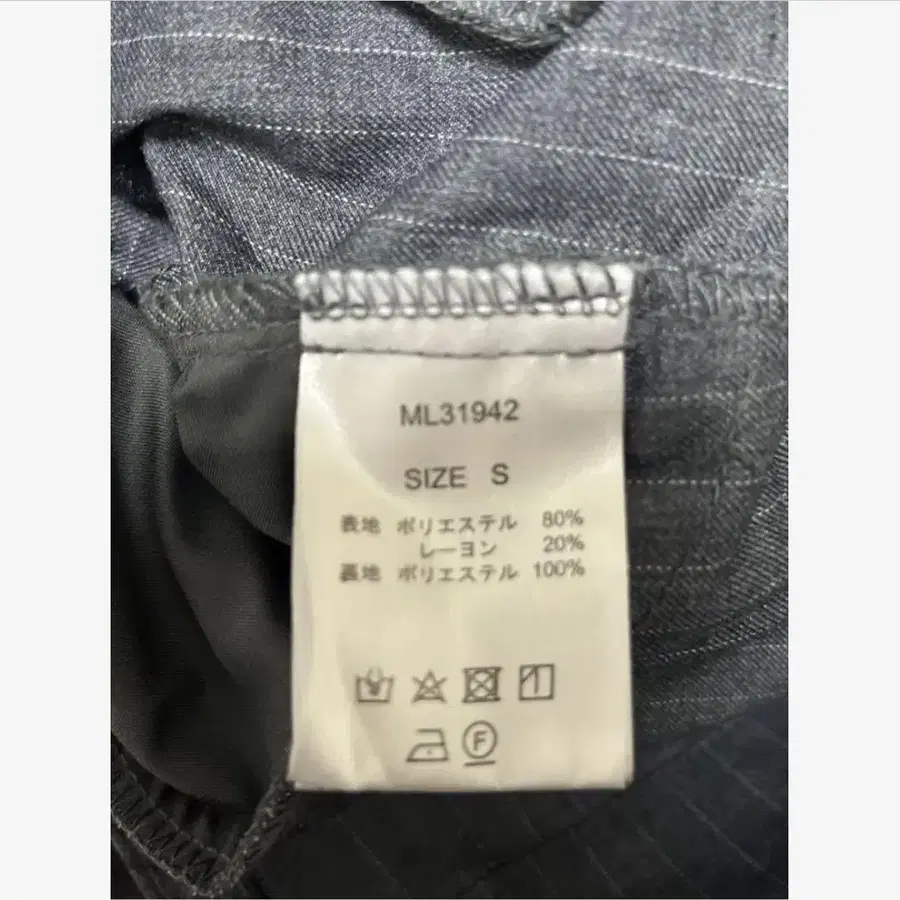 ML31942
SIZE S
表地 ポリエステル 80%
レーヨン 20%
裏地 ポリエステル 100%
F